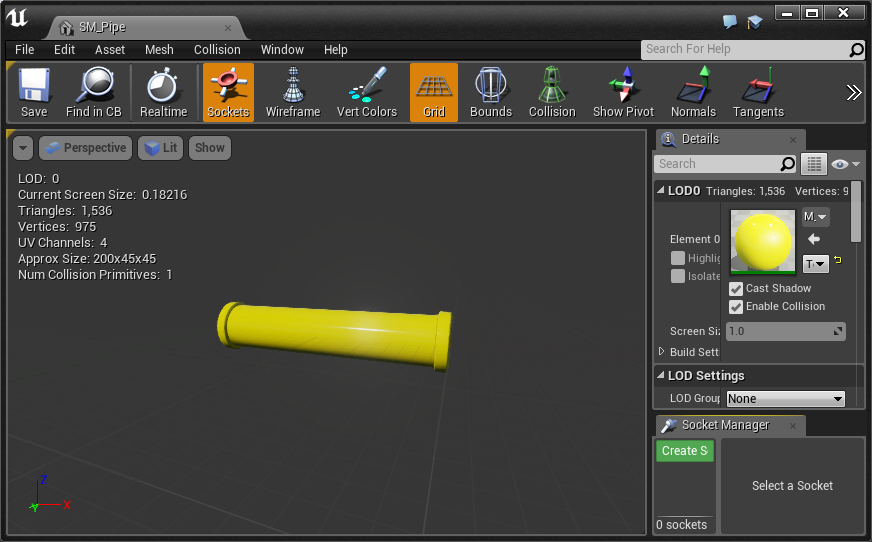 SM_Pipe
File Edit Asset Mesh Collision Window Help
Search For Help
Save Find in CB Realtime Sockets Wireframe Vert Colors Grid Bounds Collision Show Pivot Normals Tangents
Perspective Lit Show
LOD: 0
Current Screen Size: 0.18216
Triangles: 1,536
Vertices: 975
UV Channels: 4
Approx Size: 200x45x45
Num Collision Primitives: 1
Z
X
Y
Details
Search
LOD0 Triangles: 1,536 Vertices: 9
M
Element 0
Highlig
T
Isolate
Cast Shadow
Enable Collision
Screen Siz 1.0
Build Sett
LOD Settings
LOD Group None
Socket Manager
Create S
Select a Socket
0 sockets